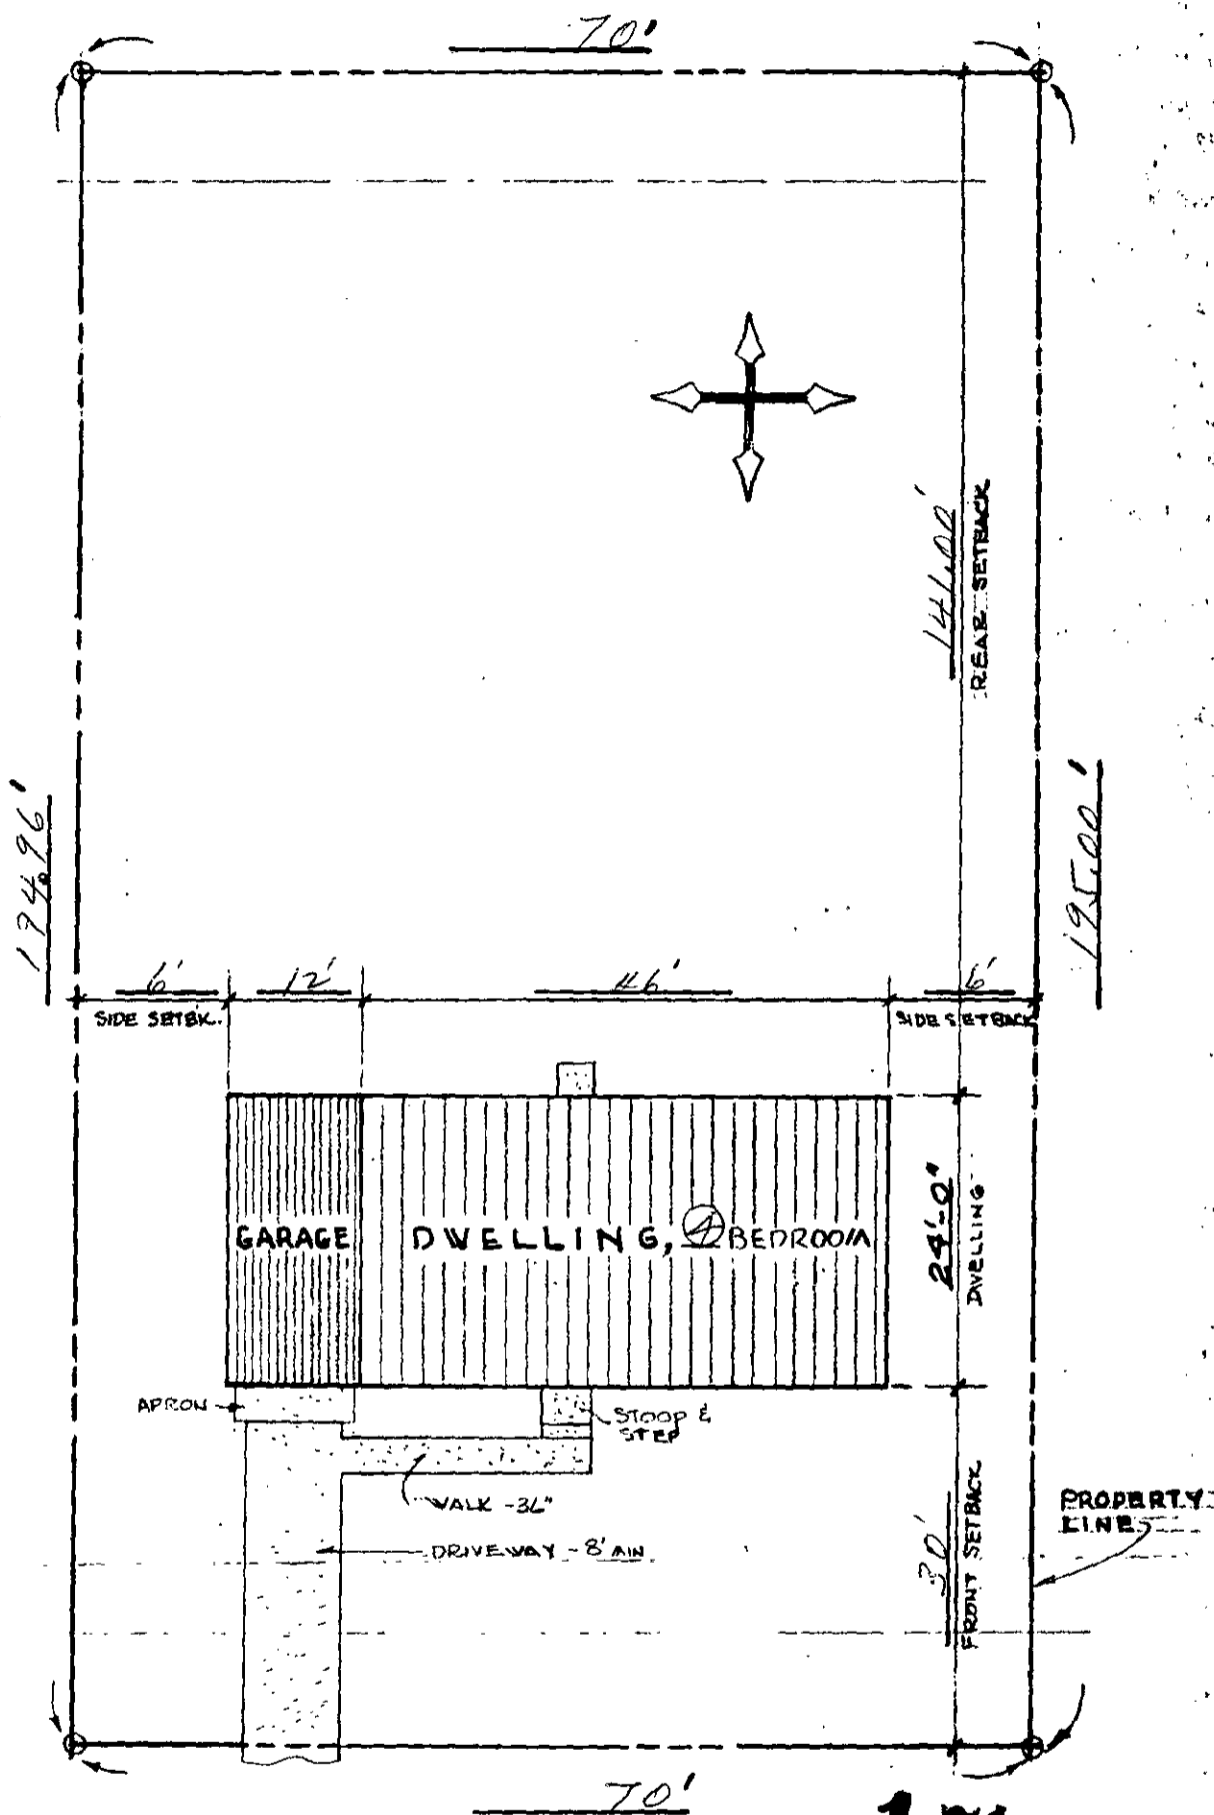 70'
141.00'
REAR SETBACK
194.96'
195.00'
6'
12'
46'
6'
SIDE SETBK.
SIDE SETBACK
GARAGE
DWELLING, 4 BEDROOM
24'-0"
DWELLING
APRON
STOOP &
STEP
WALK -36"
DRIVEWAY - 8' MIN
30'
FRONT SETBACK
PROPERTY
LINE
70'